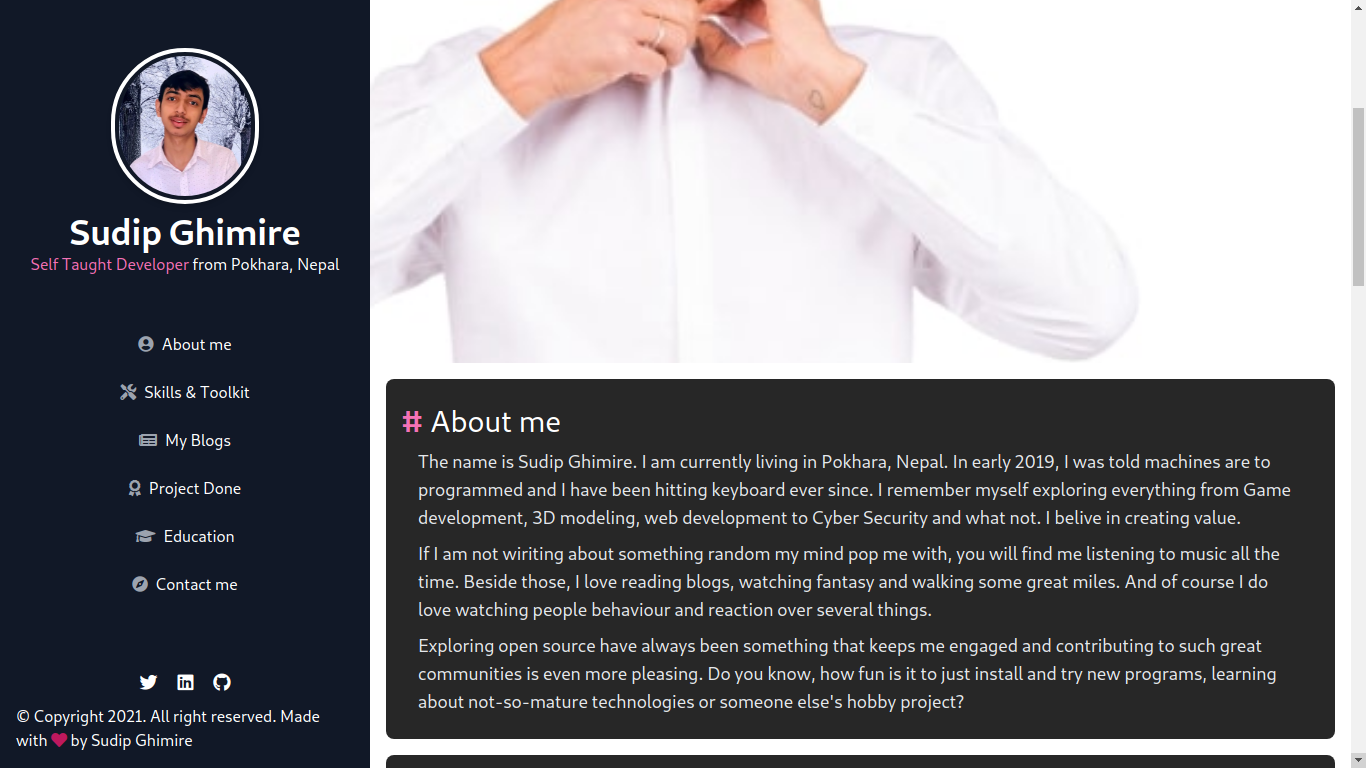 Sudip Ghimire
Self Taught Developer from Pokhara, Nepal
About me
Skills & Toolkit
My Blogs
Project Done
Education
Contact me
© Copyright 2021. All right reserved. Made
with by Sudip Ghimire
# About me
The name is Sudip Ghimire. I am currently living in Pokhara, Nepal. In early 2019, I was told machines are to
programmed and I have been hitting keyboard ever since. I remember myself exploring everything from Game
development, 3D modeling, web development to Cyber Security and what not. I belive in creating value.
If I am not wiriting about something random my mind pop me with, you will find me listening to music all the
time. Beside those, I love reading blogs, watching fantasy and walking some great miles. And of course I do
love watching people behaviour and reaction over several things.
Exploring open source have always been something that keeps me engaged and contributing to such great
communities is even more pleasing. Do you know, how fun is it to just install and try new programs, learning
about not-so-mature technologies or someone else's hobby project?